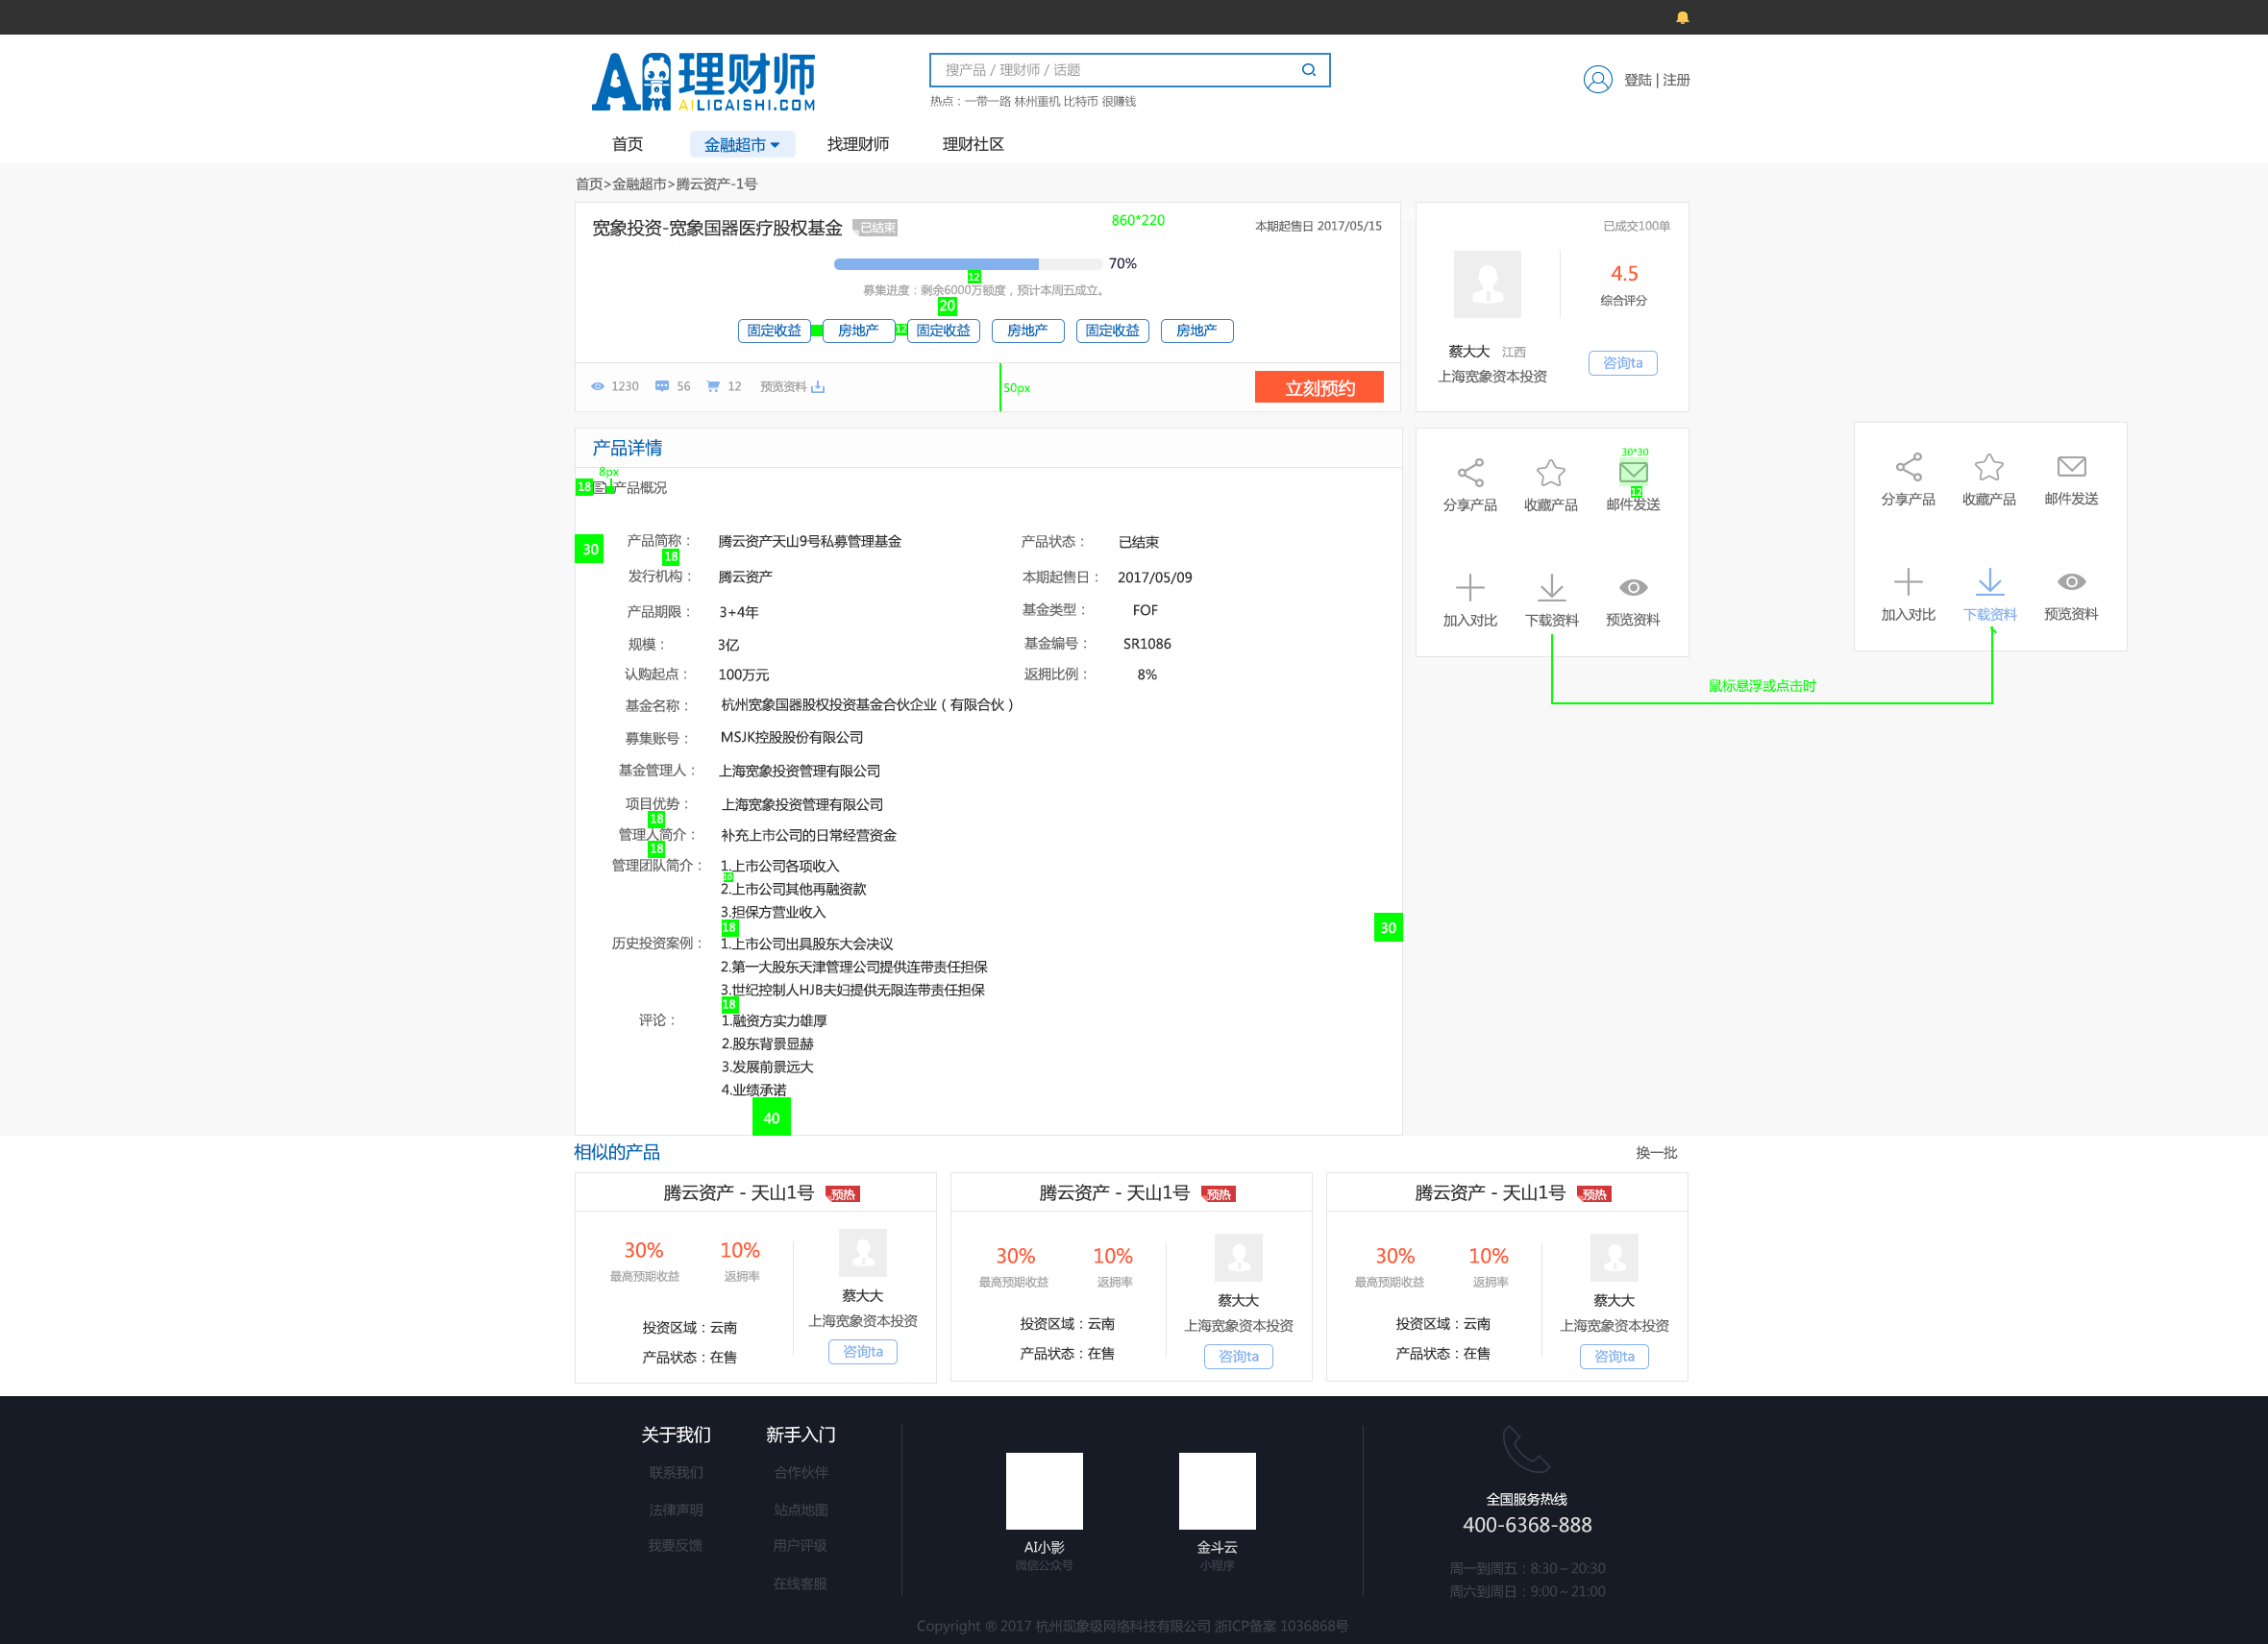 AI理财师
AILICAISHI.COM
搜产品 / 理财师 / 话题
热点：一带一路 林州重机 比特币 很赚钱
登陆 | 注册
首页
金融超市
找理财师
理财社区
首页>金融超市>腾云资产-1号
宽象投资-宽象国器医疗股权基金
已结束
860*220
本期起售日 2017/05/15
70%
12
募集进度：剩余6000万额度，预计本周五成立。
20
固定收益
房地产
12
固定收益
房地产
固定收益
房地产
1230
56
12
预览资料
50px
立刻预约
已成交100单
4.5
综合评分
蔡大大 江西
上海宽象资本投资
咨询ta
产品详情
8px
18
产品概况
30
产品简称： 腾云资产天山9号私募管理基金 产品状态： 已结束
18
发行机构： 腾云资产 本期起售日： 2017/05/09
产品期限： 3+4年 基金类型： FOF
规模： 3亿 基金编号： SR1086
认购起点： 100万元 返拥比例： 8%
基金名称： 杭州宽象国器股权投资基金合伙企业（有限合伙）
募集账号： MSJK控股股份有限公司
基金管理人： 上海宽象投资管理有限公司
项目优势： 上海宽象投资管理有限公司
18
管理人简介： 补充上市公司的日常经营资金
18
管理团队简介： 1.上市公司各项收入
10
2.上市公司其他再融资款
3.担保方营业收入
18
30
历史投资案例： 1.上市公司出具股东大会决议
2.第一大股东天津管理公司提供连带责任担保
3.世纪控制人HJB夫妇提供无限连带责任担保
18
评论： 1.融资方实力雄厚
2.股东背景显赫
3.发展前景远大
4.业绩承诺
40
30*30
12
分享产品 收藏产品 邮件发送
加入对比 下载资料 预览资料
分享产品 收藏产品 邮件发送
加入对比 下载资料 预览资料
鼠标悬浮或点击时
相似的产品
换一批
腾云资产 - 天山1号 预热
30% 10%
最高预期收益 返拥率
投资区域：云南
产品状态：在售
蔡大大
上海宽象资本投资
咨询ta
腾云资产 - 天山1号 预热
30% 10%
最高预期收益 返拥率
投资区域：云南
产品状态：在售
蔡大大
上海宽象资本投资
咨询ta
腾云资产 - 天山1号 预热
30% 10%
最高预期收益 返拥率
投资区域：云南
产品状态：在售
蔡大大
上海宽象资本投资
咨询ta
关于我们
联系我们
法律声明
我要反馈
新手入门
合作伙伴
站点地图
用户评级
在线客服
AI小影
微信公众号
金斗云
小程序
全国服务热线
400-6368-888
周一到周五：8:30 ~ 20:30
周六到周日：9:00 ~ 21:00
Copyright ® 2017 杭州现象级网络科技有限公司 浙ICP备案 1036868号